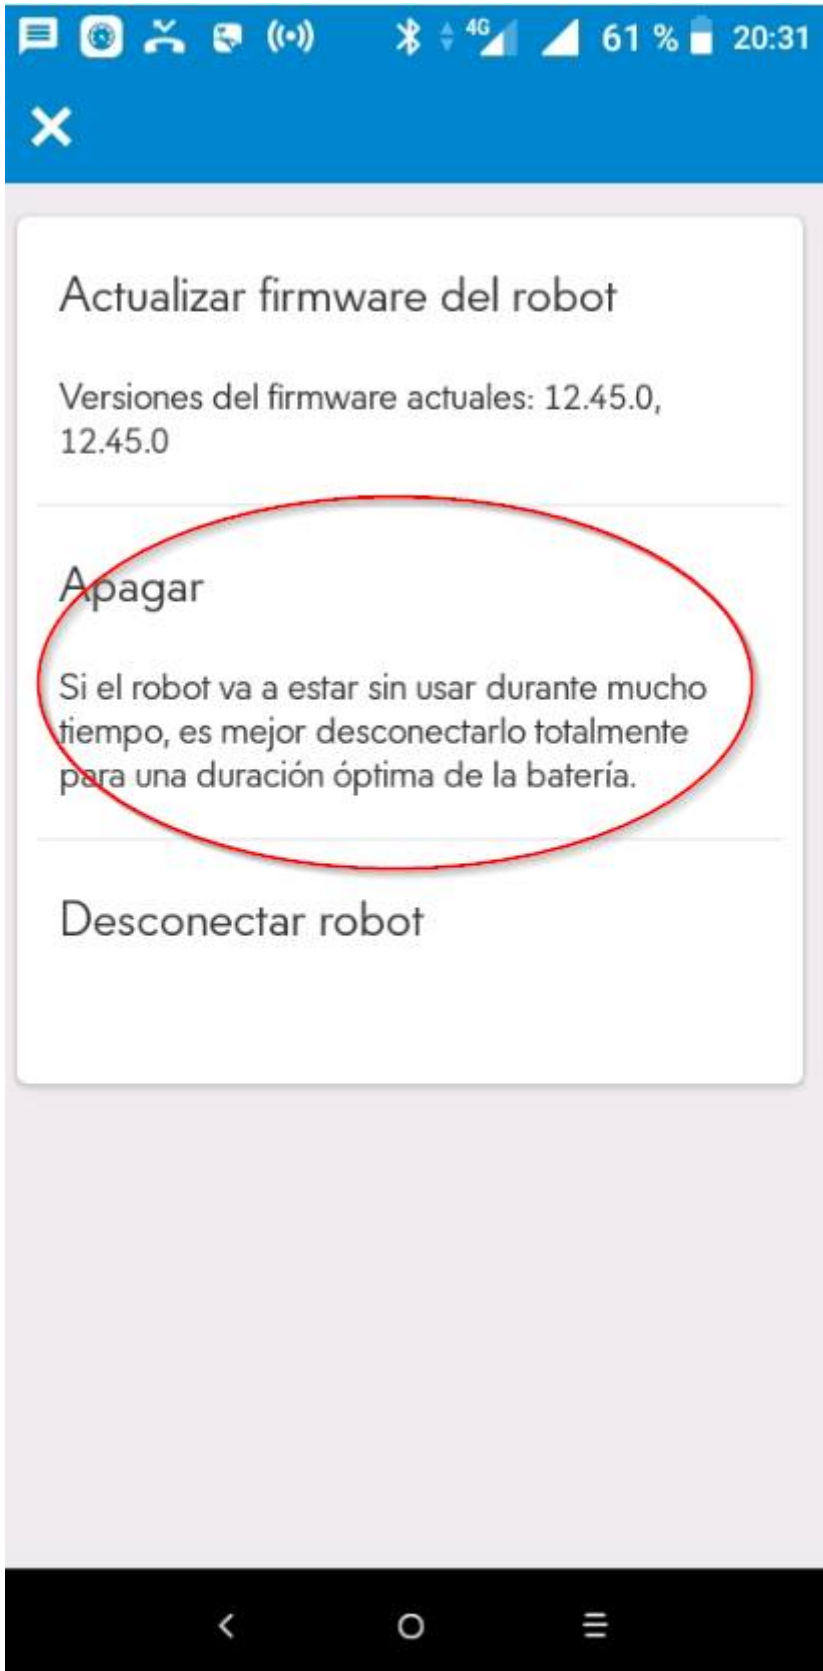 4G 61 % 20:31
Actualizar firmware del robot
Versiones del firmware actuales: 12.45.0,
12.45.0
Apagar
Si el robot va a estar sin usar durante mucho
tiempo, es mejor desconectarlo totalmente
para una duración óptima de la batería.
Desconectar robot